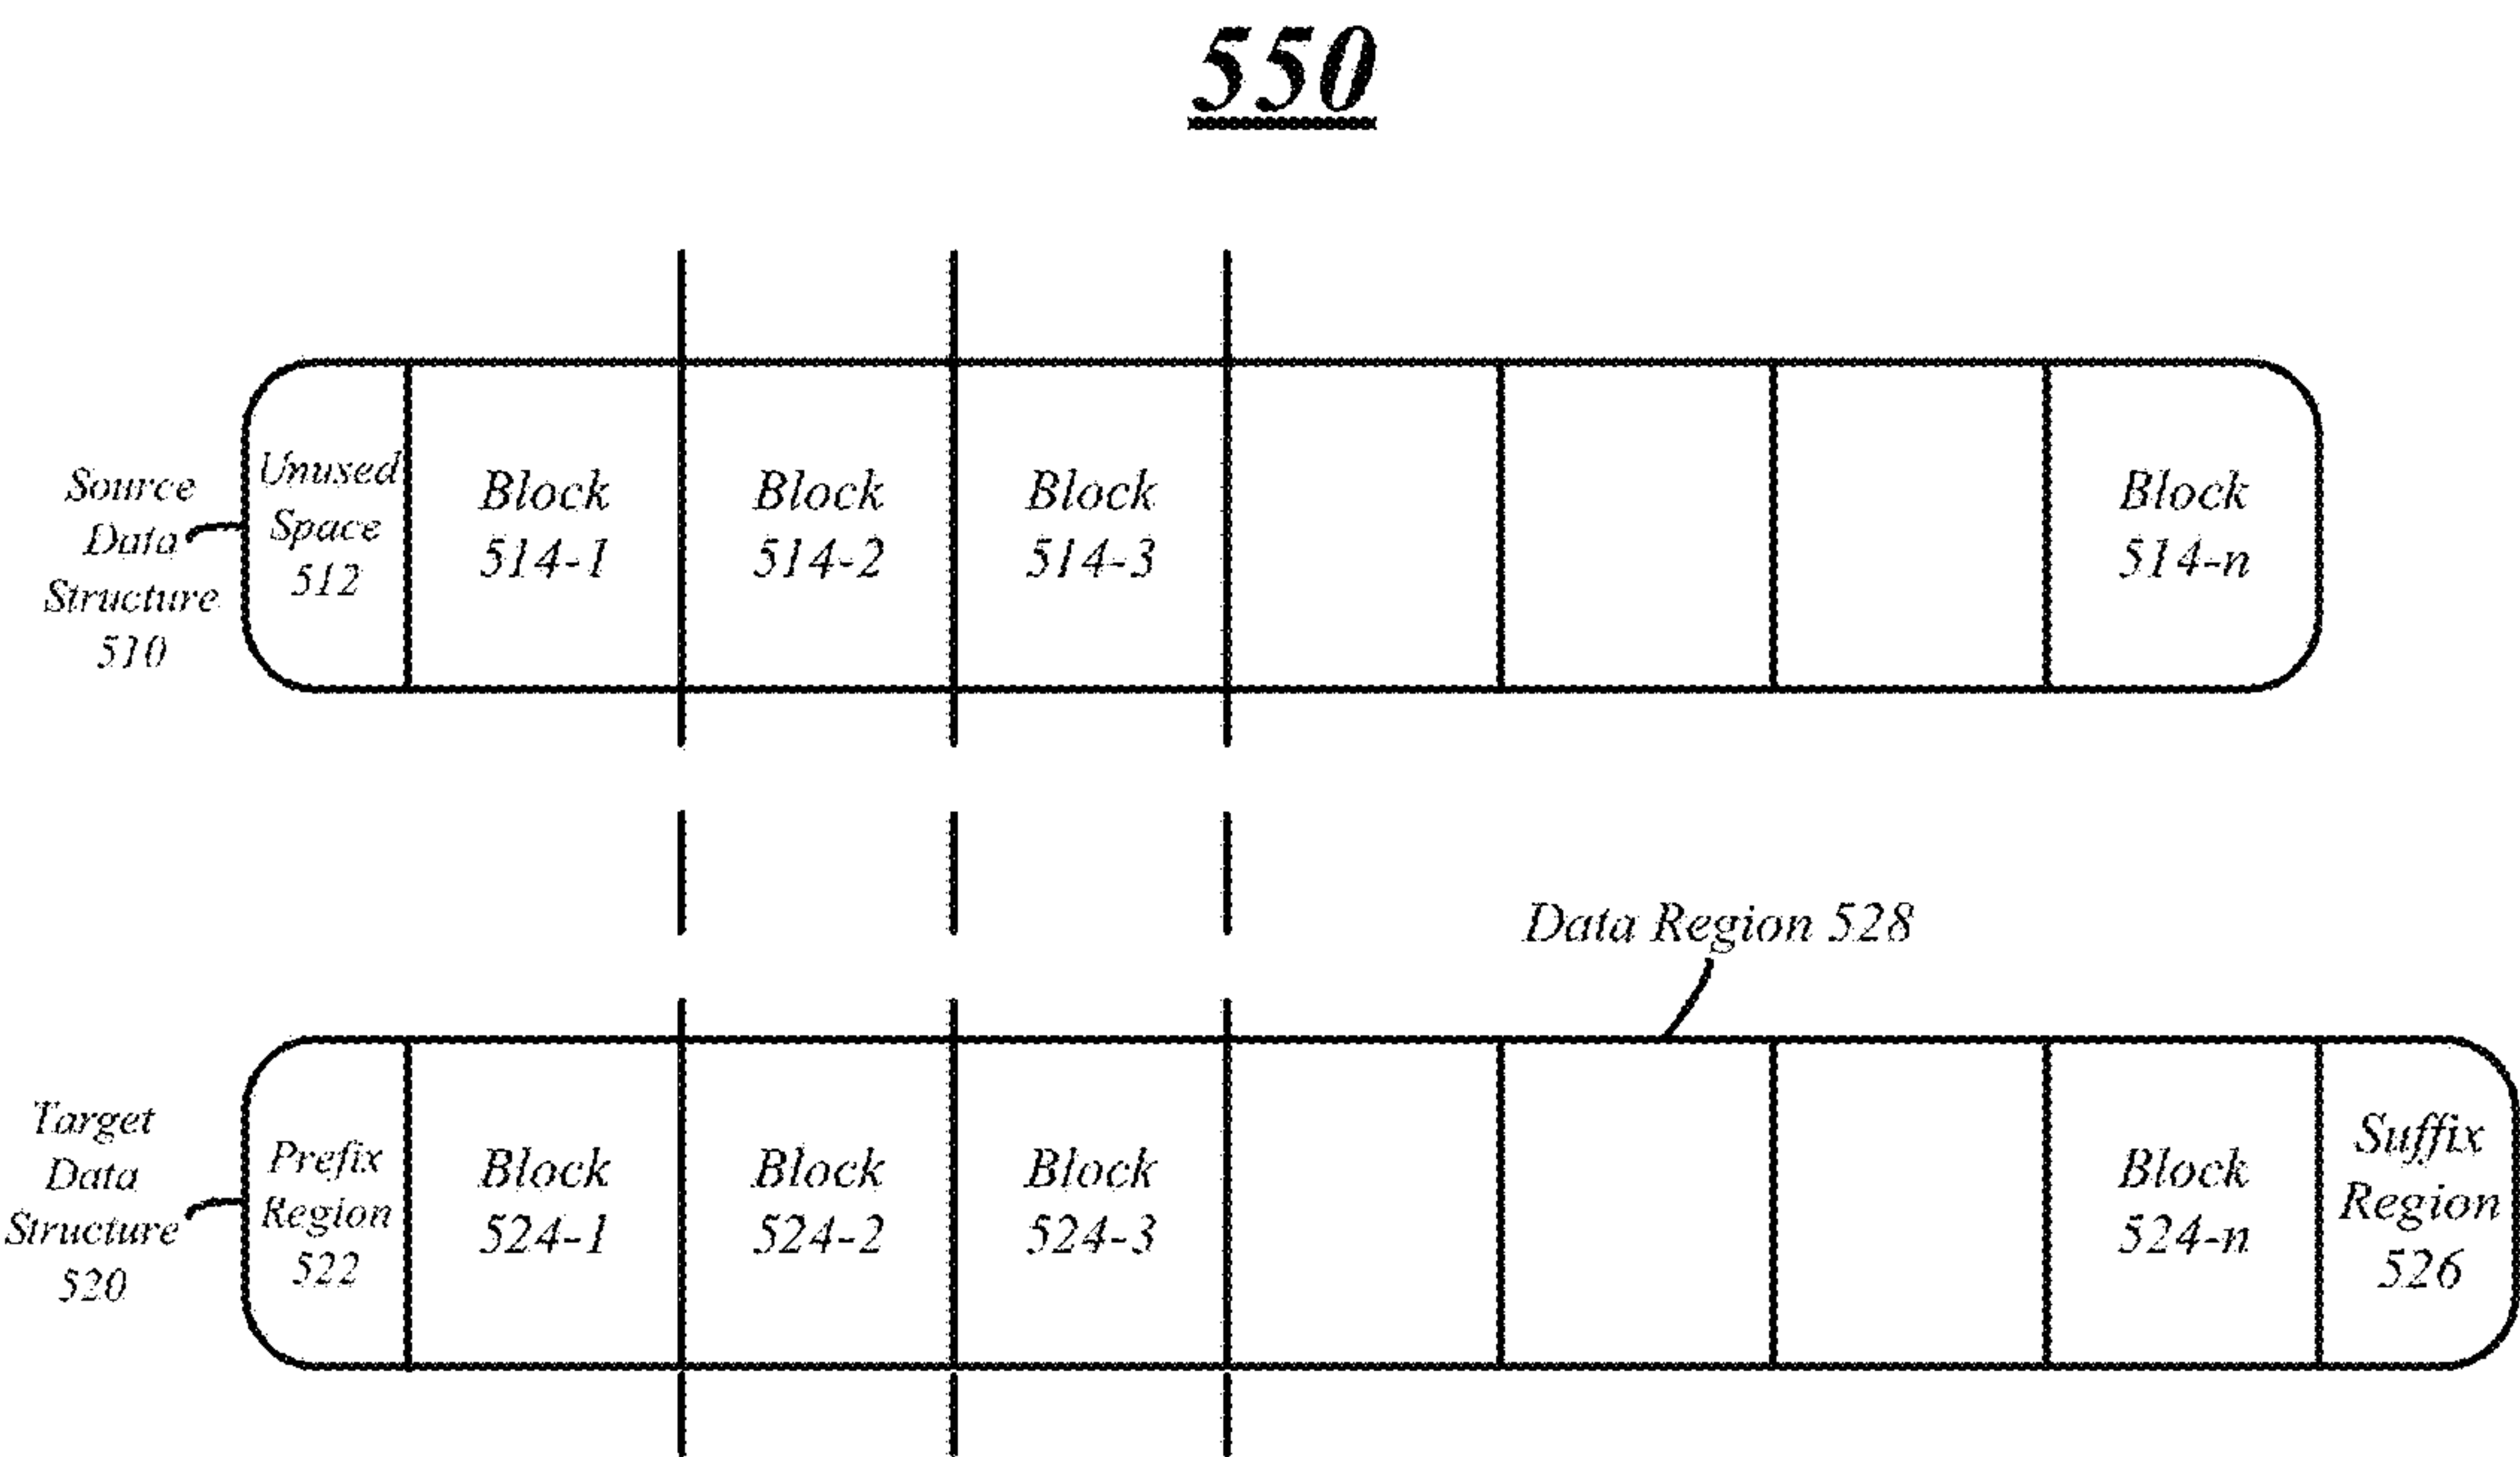 550
Source
Data
Structure
510
Unused
Space
512
Block
514-1
Block
514-2
Block
514-3
Block
514-n
Data Region 528
Target
Data
Structure
520
Prefix
Region
522
Block
524-1
Block
524-2
Block
524-3
Block
524-n
Suffix
Region
526